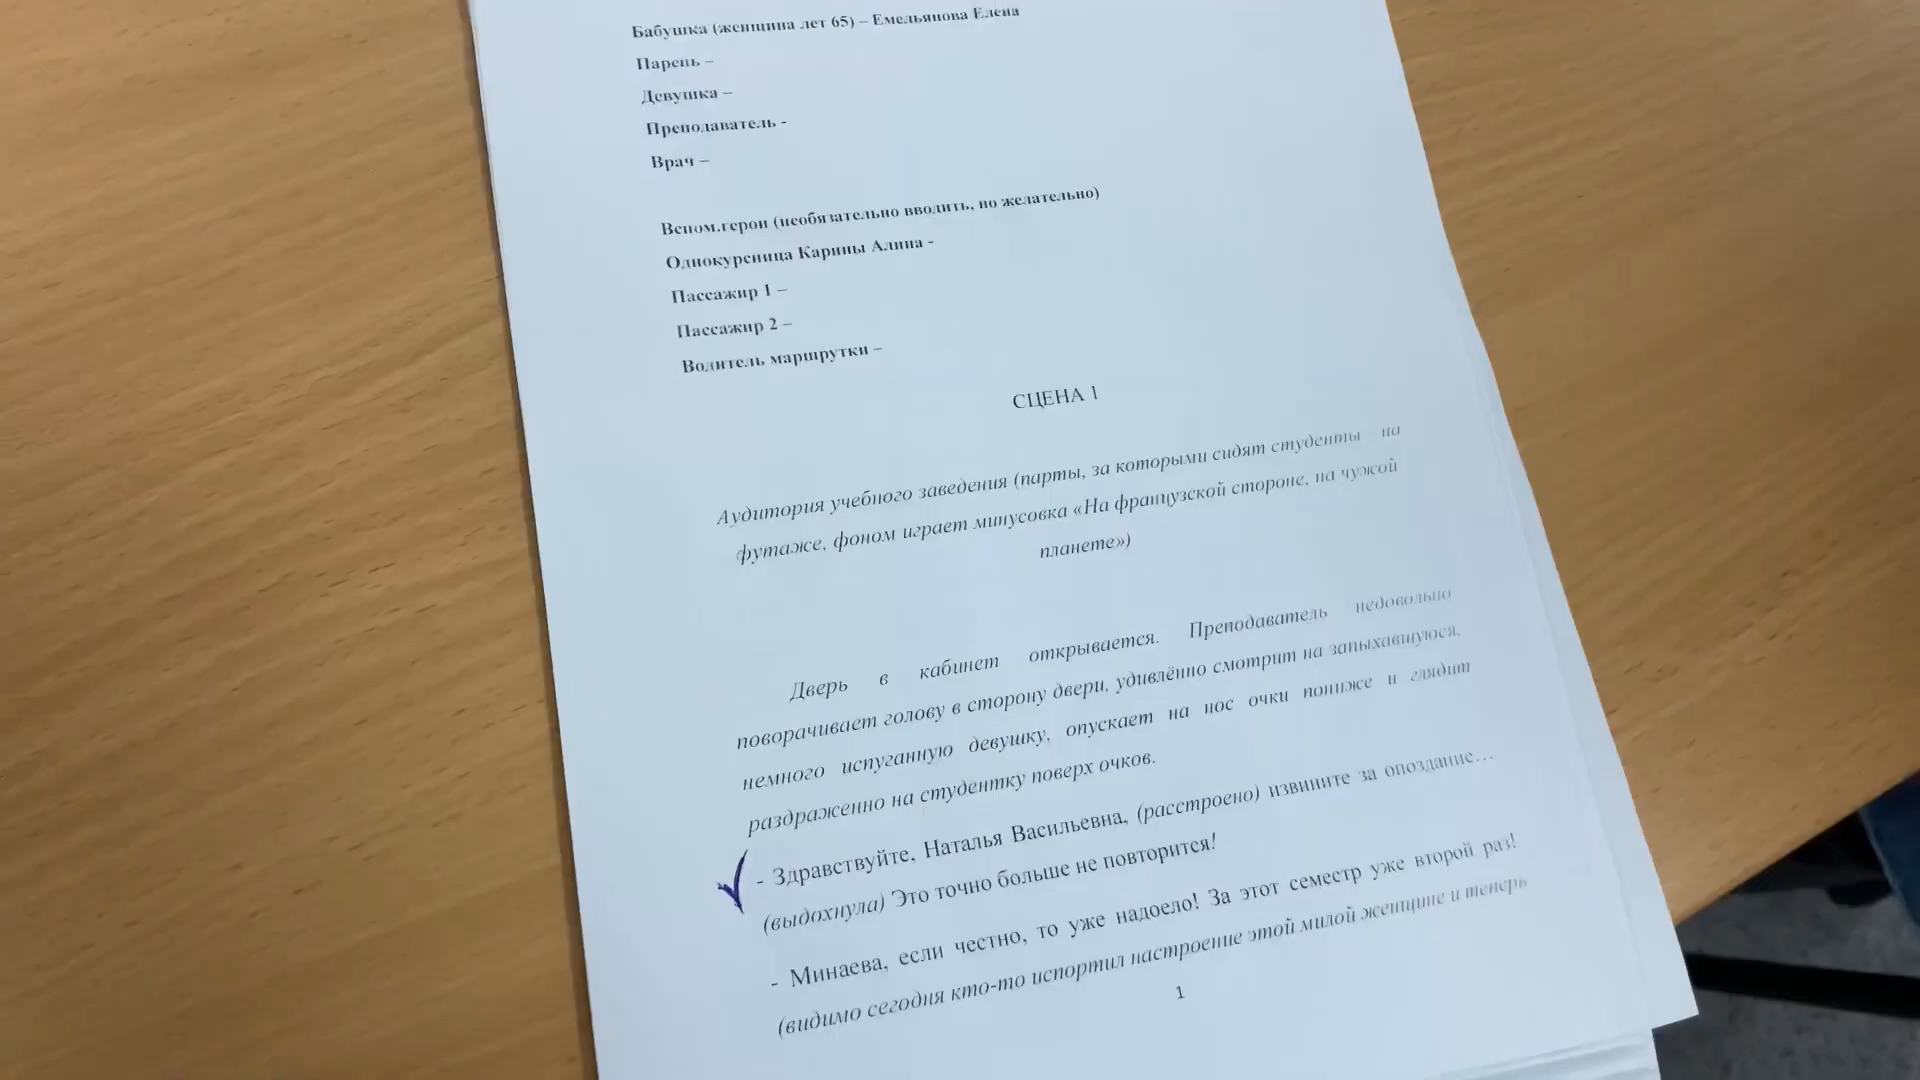 Бабушка (женщина лет 65) – Емельянова Елена
Парень –
Девушка –
Преподаватель -
Врач –
Вспом.герои (необязательно вводить, но желательно)
Однокурсница Карины Алина -
Пассажир 1 –
Пассажир 2 –
Водитель маршрутки –
СЦЕНА 1
Аудитория учебного заведения (парты, за которыми сидят студенты на
футаже, фоном играет минусовка «На французской стороне, на чужой
планете»)
Дверь в кабинет открывается. Преподаватель недовольно
поворачивает голову в сторону двери, удивлённо смотрит на запыхавшуюся,
немного испуганную девушку, опускает на нос очки пониже и глядит
раздраженно на студентку поверх очков.
- Здравствуйте, Наталья Васильевна, (расстроено) извините за опоздание…
(выдохнула) Это точно больше не повторится!
- Минаева, если честно, то уже надоело! За этот семестр уже второй раз!
(видимо сегодня кто-то испортил настроение этой милой женщине и теперь
1